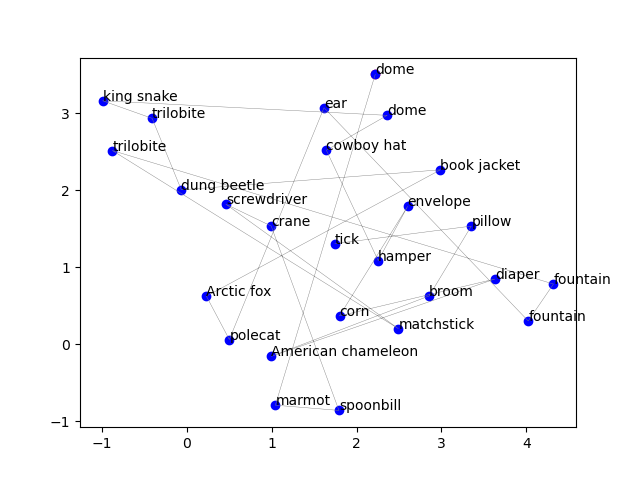 dome
king snake
ear
dome
trilobite
trilobite
cowboy hat
book jacket
dung beetle
screwdriver
envelope
crane
pillow
tick
hamper
diaper
fountain
Arctic fox
broom
corn
fountain
matchstick
polecat
American chameleon
marmot
spoonbill
3
2
1
0
−1
−1
0
1
2
3
4